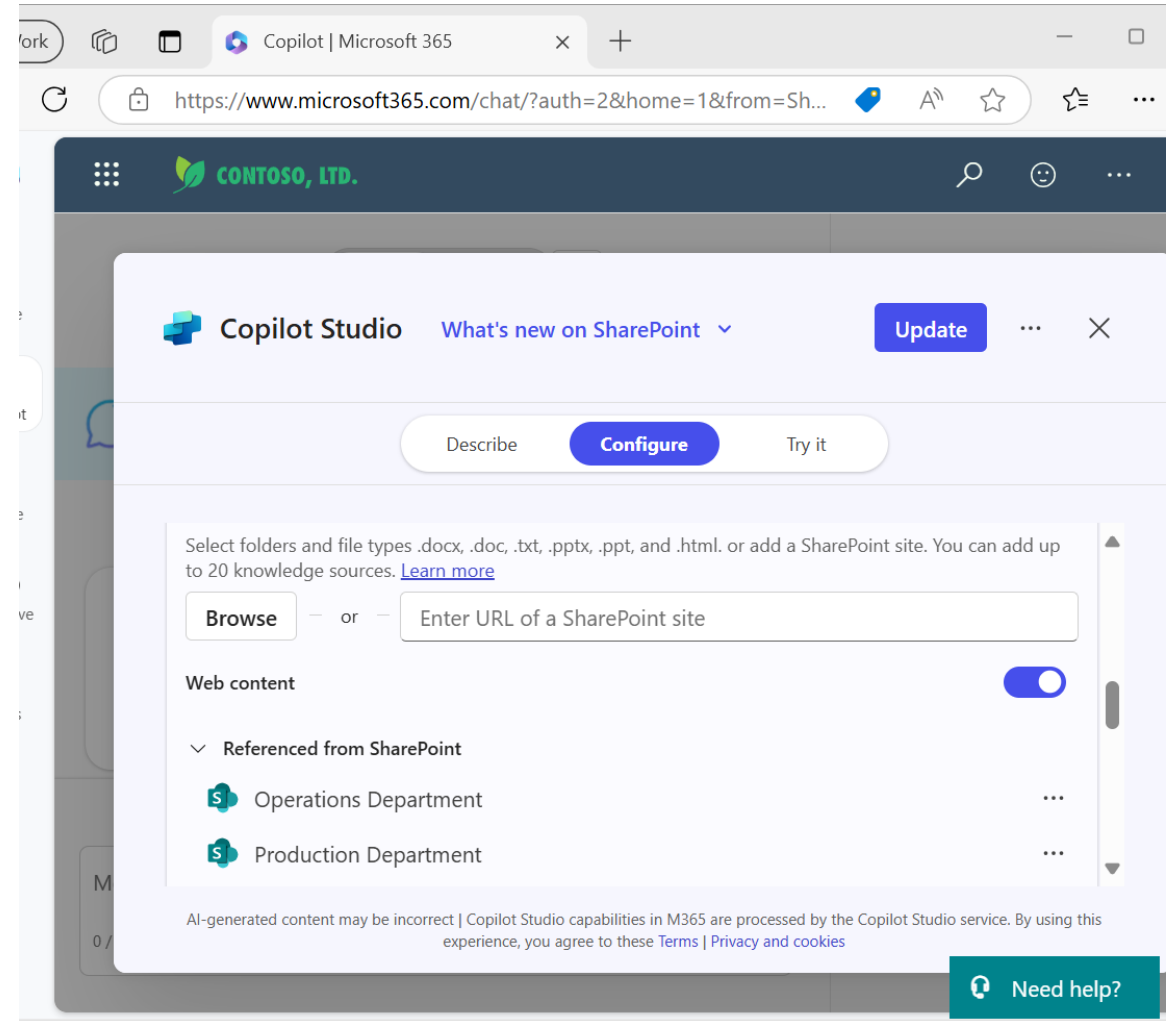 ork
Copilot | Microsoft 365
https://www.microsoft365.com/chat/?auth=2&home=1&from=Sh...
CONTOSO, LTD.
Copilot Studio
What's new on SharePoint
Update
Describe
Configure
Try it
Select folders and file types .docx, .doc, .txt, .pptx, .ppt, and .html. or add a SharePoint site. You can add up
to 20 knowledge sources. Learn more
Browse
or
Enter URL of a SharePoint site
Web content
Referenced from SharePoint
Operations Department
Production Department
M
0 /
AI-generated content may be incorrect | Copilot Studio capabilities in M365 are processed by the Copilot Studio service. By using this
experience, you agree to these Terms | Privacy and cookies
Need help?